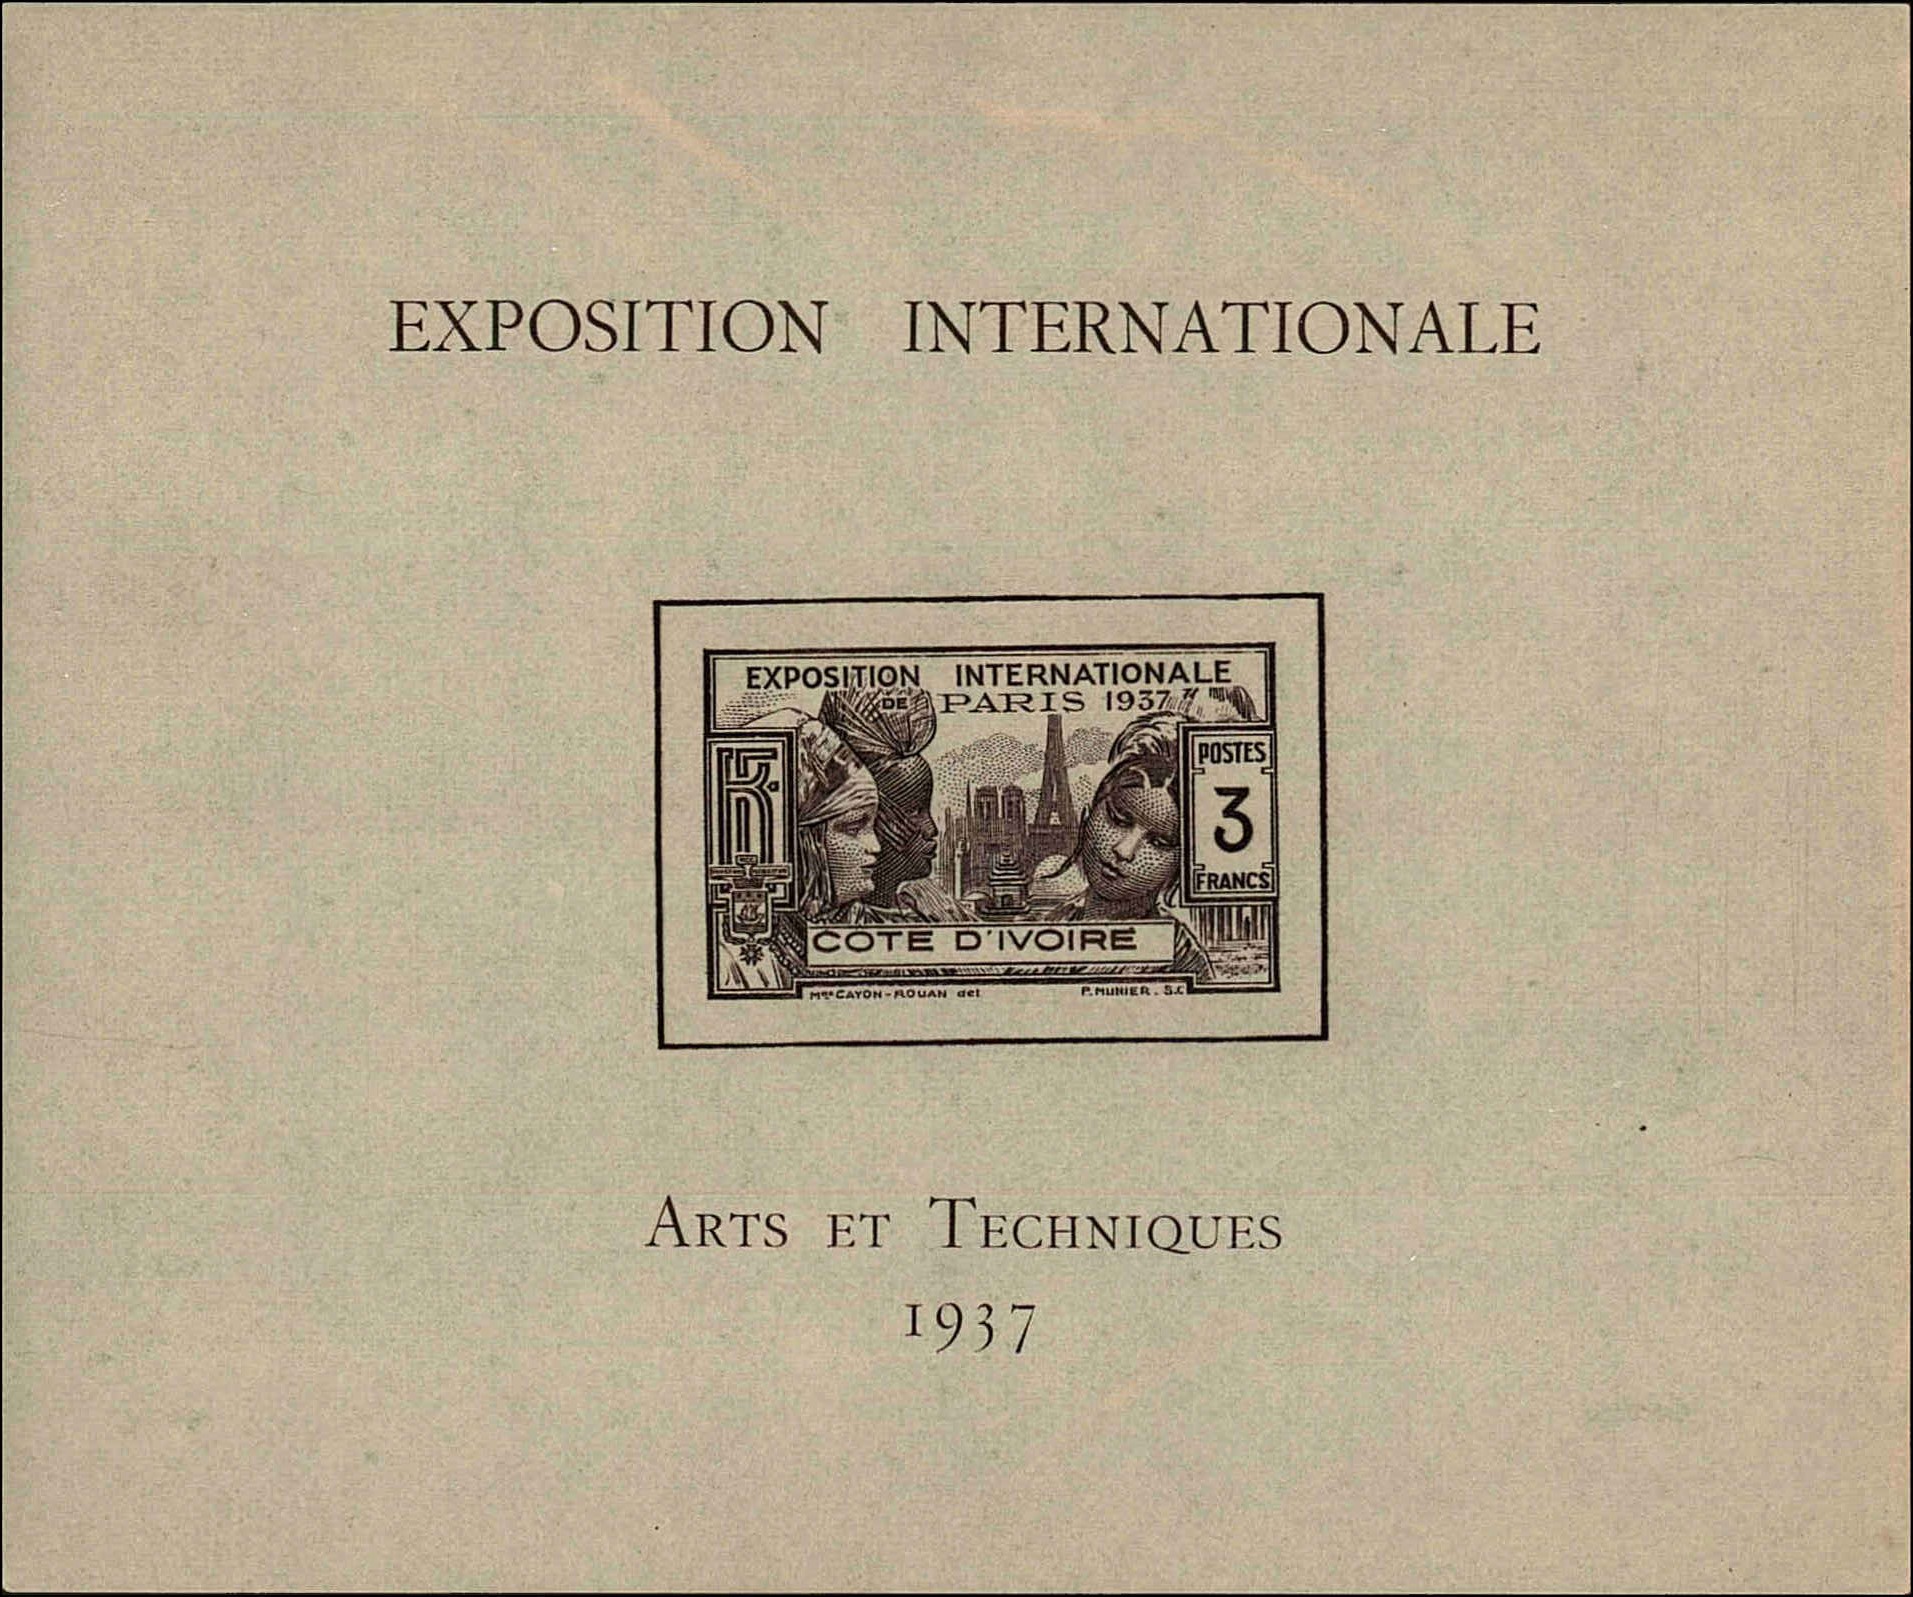 EXPOSITION INTERNATIONALE
EXPOSITION INTERNATIONALE
DE PARIS 1937
RF
POSTES
3
FRANCS
COTE D'IVOIRE
Mme CAYON-ROUAN del
P. MUNIER. SC
ARTS ET TECHNIQUES
1937